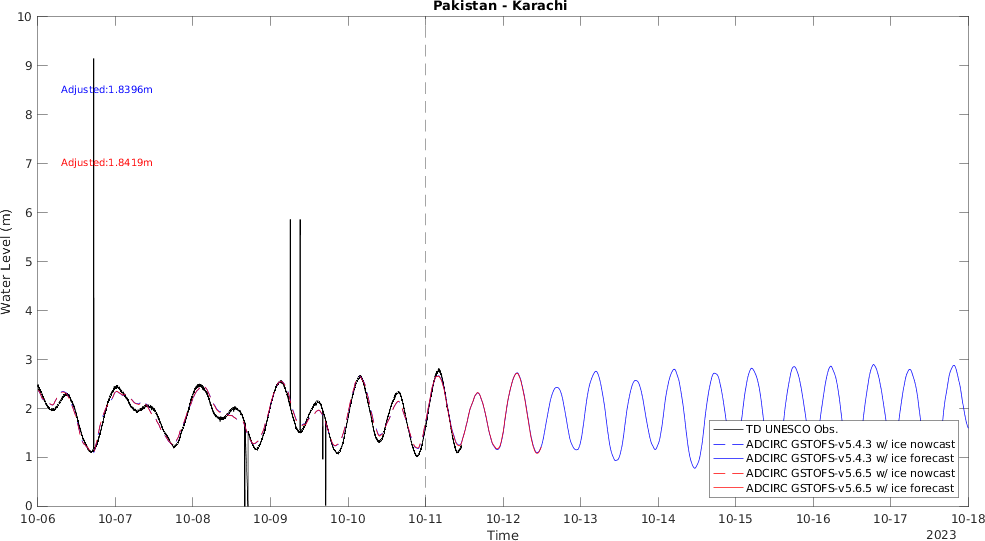 Pakistan - Karachi
10
9
8
7
6
5
4
3
2
1
0
Water Level (m)
Adjusted:1.8396m
Adjusted:1.8419m
TD UNESCO Obs.
ADCIRC GSTOFS-v5.4.3 w/ ice nowcast
ADCIRC GSTOFS-v5.4.3 w/ ice forecast
ADCIRC GSTOFS-v5.6.5 w/ ice nowcast
ADCIRC GSTOFS-v5.6.5 w/ ice forecast
10-06 10-07 10-08 10-09 10-10 10-11 10-12 10-13 10-14 10-15 10-16 10-17 10-18
Time
2023